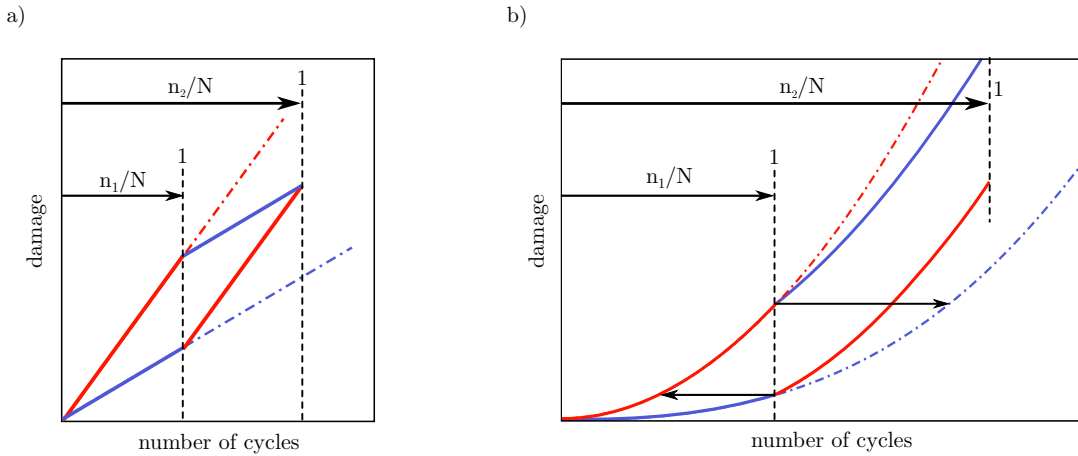 a)
1
n₂/N
1
n₁/N
damage
number of cycles
b)
n₂/N
1
1
n₁/N
damage
number of cycles